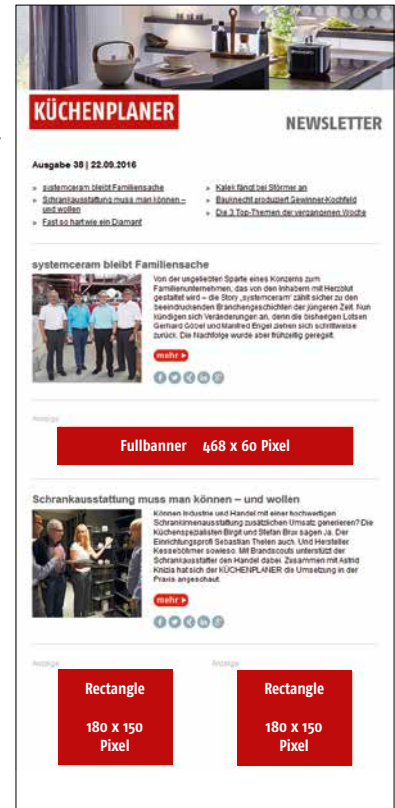 KÜCHENPLANER
NEWSLETTER
Ausgabe 38 | 22.09.2016
» systemceram bleibt Familiensache
» Schrankausstattung muss man können –
und wollen
» Fast so hart wie ein Diamant
» Kalek fängt bei Störmer an
» Bauknecht produziert Gewinner-Kochfeld
» Die 3 Top-Themen der vergangenen Woche
systemceram bleibt Familiensache
Von der ungeliebten Sparte eines Konzerns zum
Familienunternehmen, das von den Inhabern mit Herzblut
gestaltet wird – die Story „systemceram“ zählt sicher zu den
beeindruckenden Branchengeschichten der jüngeren Zeit. Nun
kündigen sich Veränderungen an, denn die bisherigen Lotsen
Gerhard Göbel und Manfred Engel ziehen sich schrittweise
zurück. Die Nachfolge wurde aber frühzeitig geregelt.
mehr
Anzeige
Fullbanner 468 x 60 Pixel
Schrankausstattung muss man können – und wollen
Können Industrie und Handel mit einer hochwertigen
Schrankinnenausstattung zusätzlichen Umsatz generieren? Die
Küchenspezialisten Birgit und Stefan Brax sagen Ja. Der
Einrichtungsprofi Sebastian Thelen auch. Und Hersteller
Kesseböhmer sowieso. Mit Brandscouts unterstützt der
Schrankausstatter den Handel dabei. Zusammen mit Astrid
Knizia hat sich der KÜCHENPLANER die Umsetzung in der
Praxis angeschaut.
mehr
Anzeige
Anzeige
Rectangle
180 x 150
Pixel
Rectangle
180 x 150
Pixel